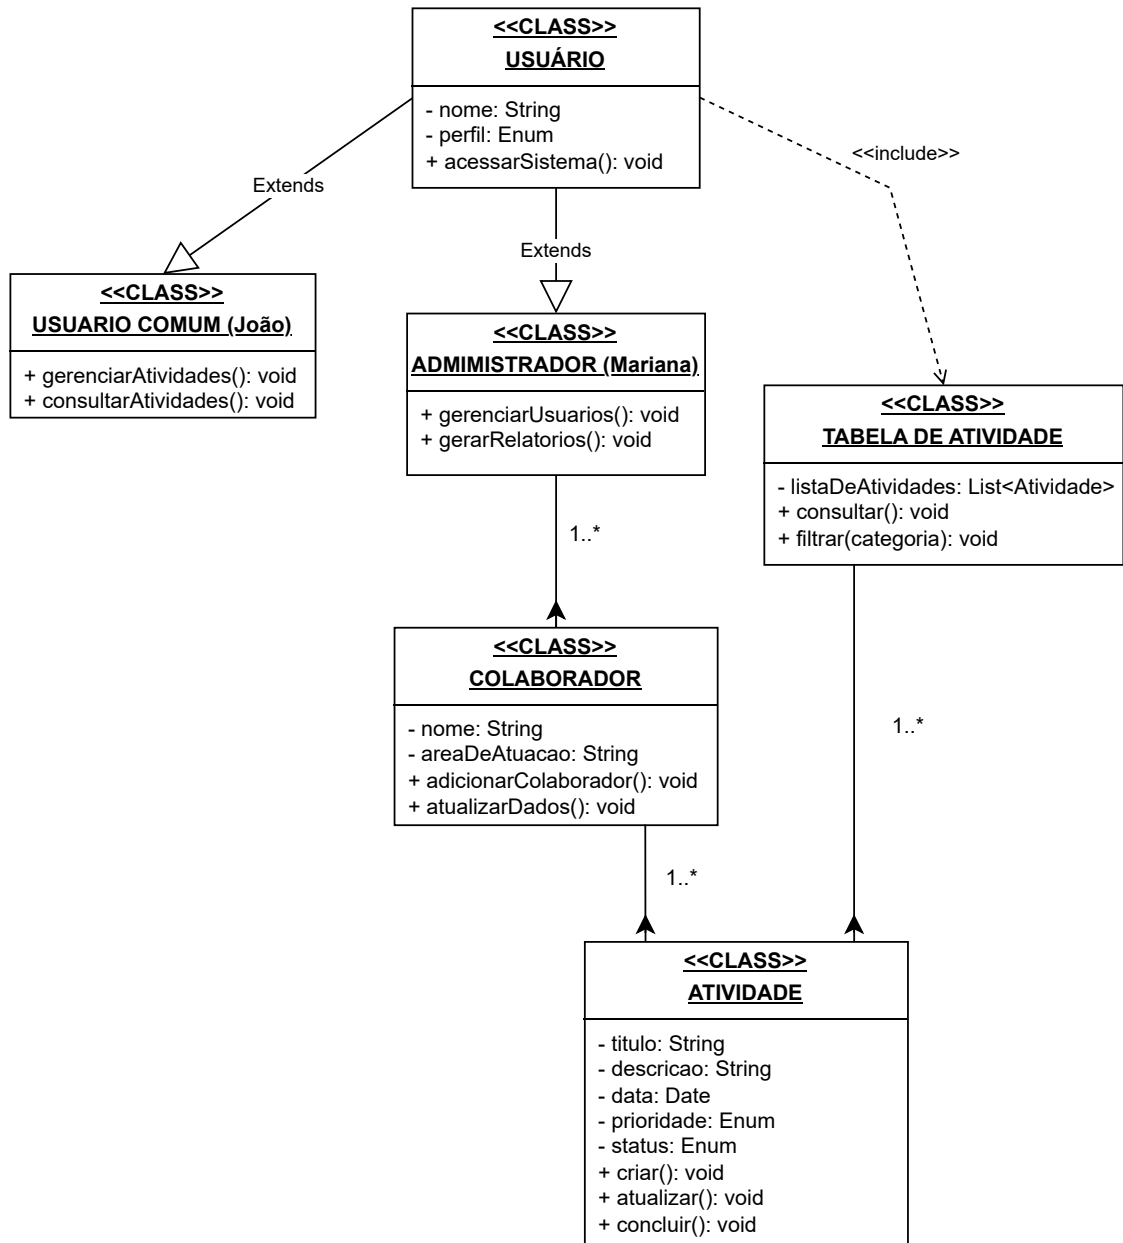 <<CLASS>>
USUÁRIO
- nome: String
- perfil: Enum
+ acessarSistema(): void
<<include>>
Extends
Extends
<<CLASS>>
USUARIO COMUM (João)
+ gerenciarAtividades(): void
+ consultarAtividades(): void
<<CLASS>>
ADMIMISTRADOR (Mariana)
+ gerenciarUsuarios(): void
+ gerarRelatorios(): void
<<CLASS>>
TABELA DE ATIVIDADE
- listaDeAtividades: List<Atividade>
+ consultar(): void
+ filtrar(categoria): void
1..*
<<CLASS>>
COLABORADOR
- nome: String
- areaDeAtuacao: String
+ adicionarColaborador(): void
+ atualizarDados(): void
1..*
1..*
<<CLASS>>
ATIVIDADE
- titulo: String
- descricao: String
- data: Date
- prioridade: Enum
- status: Enum
+ criar(): void
+ atualizar(): void
+ concluir(): void